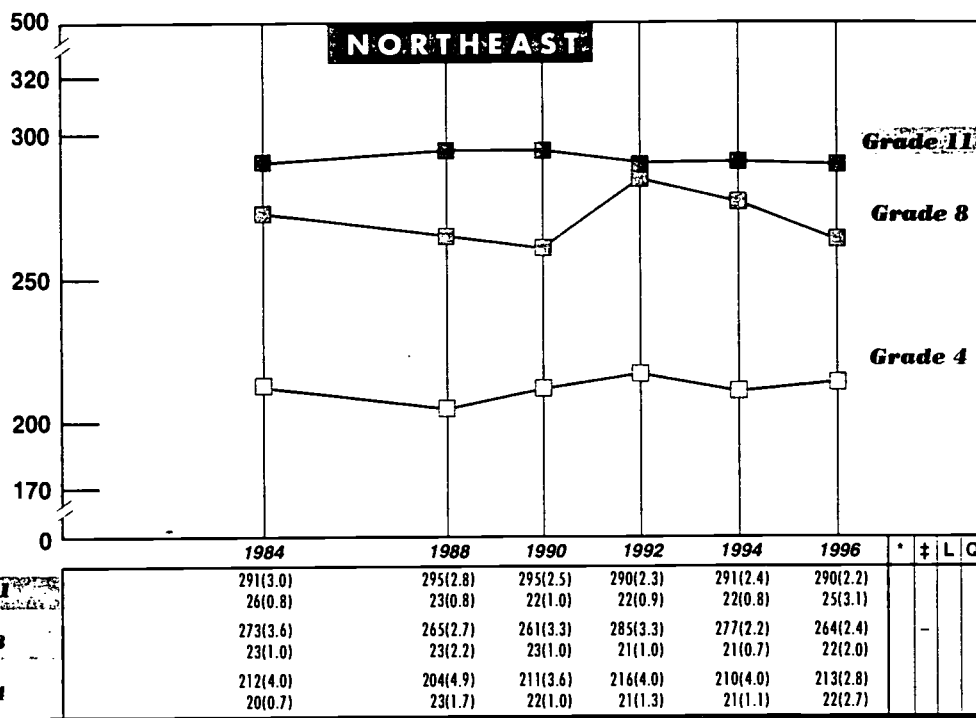 500
NORTHEAST
320
300
Grade 11
Grade 8
250
Grade 4
200
170
0
1984 1988 1990 1992 1994 1996 * ‡ L Q
291(3.0) 295(2.8) 295(2.5) 290(2.3) 291(2.4) 290(2.2)
26(0.8) 23(0.8) 22(1.0) 22(0.9) 22(0.8) 25(3.1)
273(3.6) 265(2.7) 261(3.3) 285(3.3) 277(2.2) 264(2.4) –
23(1.0) 23(2.2) 23(1.0) 21(1.0) 21(0.7) 22(2.0)
4 212(4.0) 204(4.9) 211(3.6) 216(4.0) 210(4.0) 213(2.8)
20(0.7) 23(1.7) 22(1.0) 21(1.3) 21(1.1) 22(2.7)